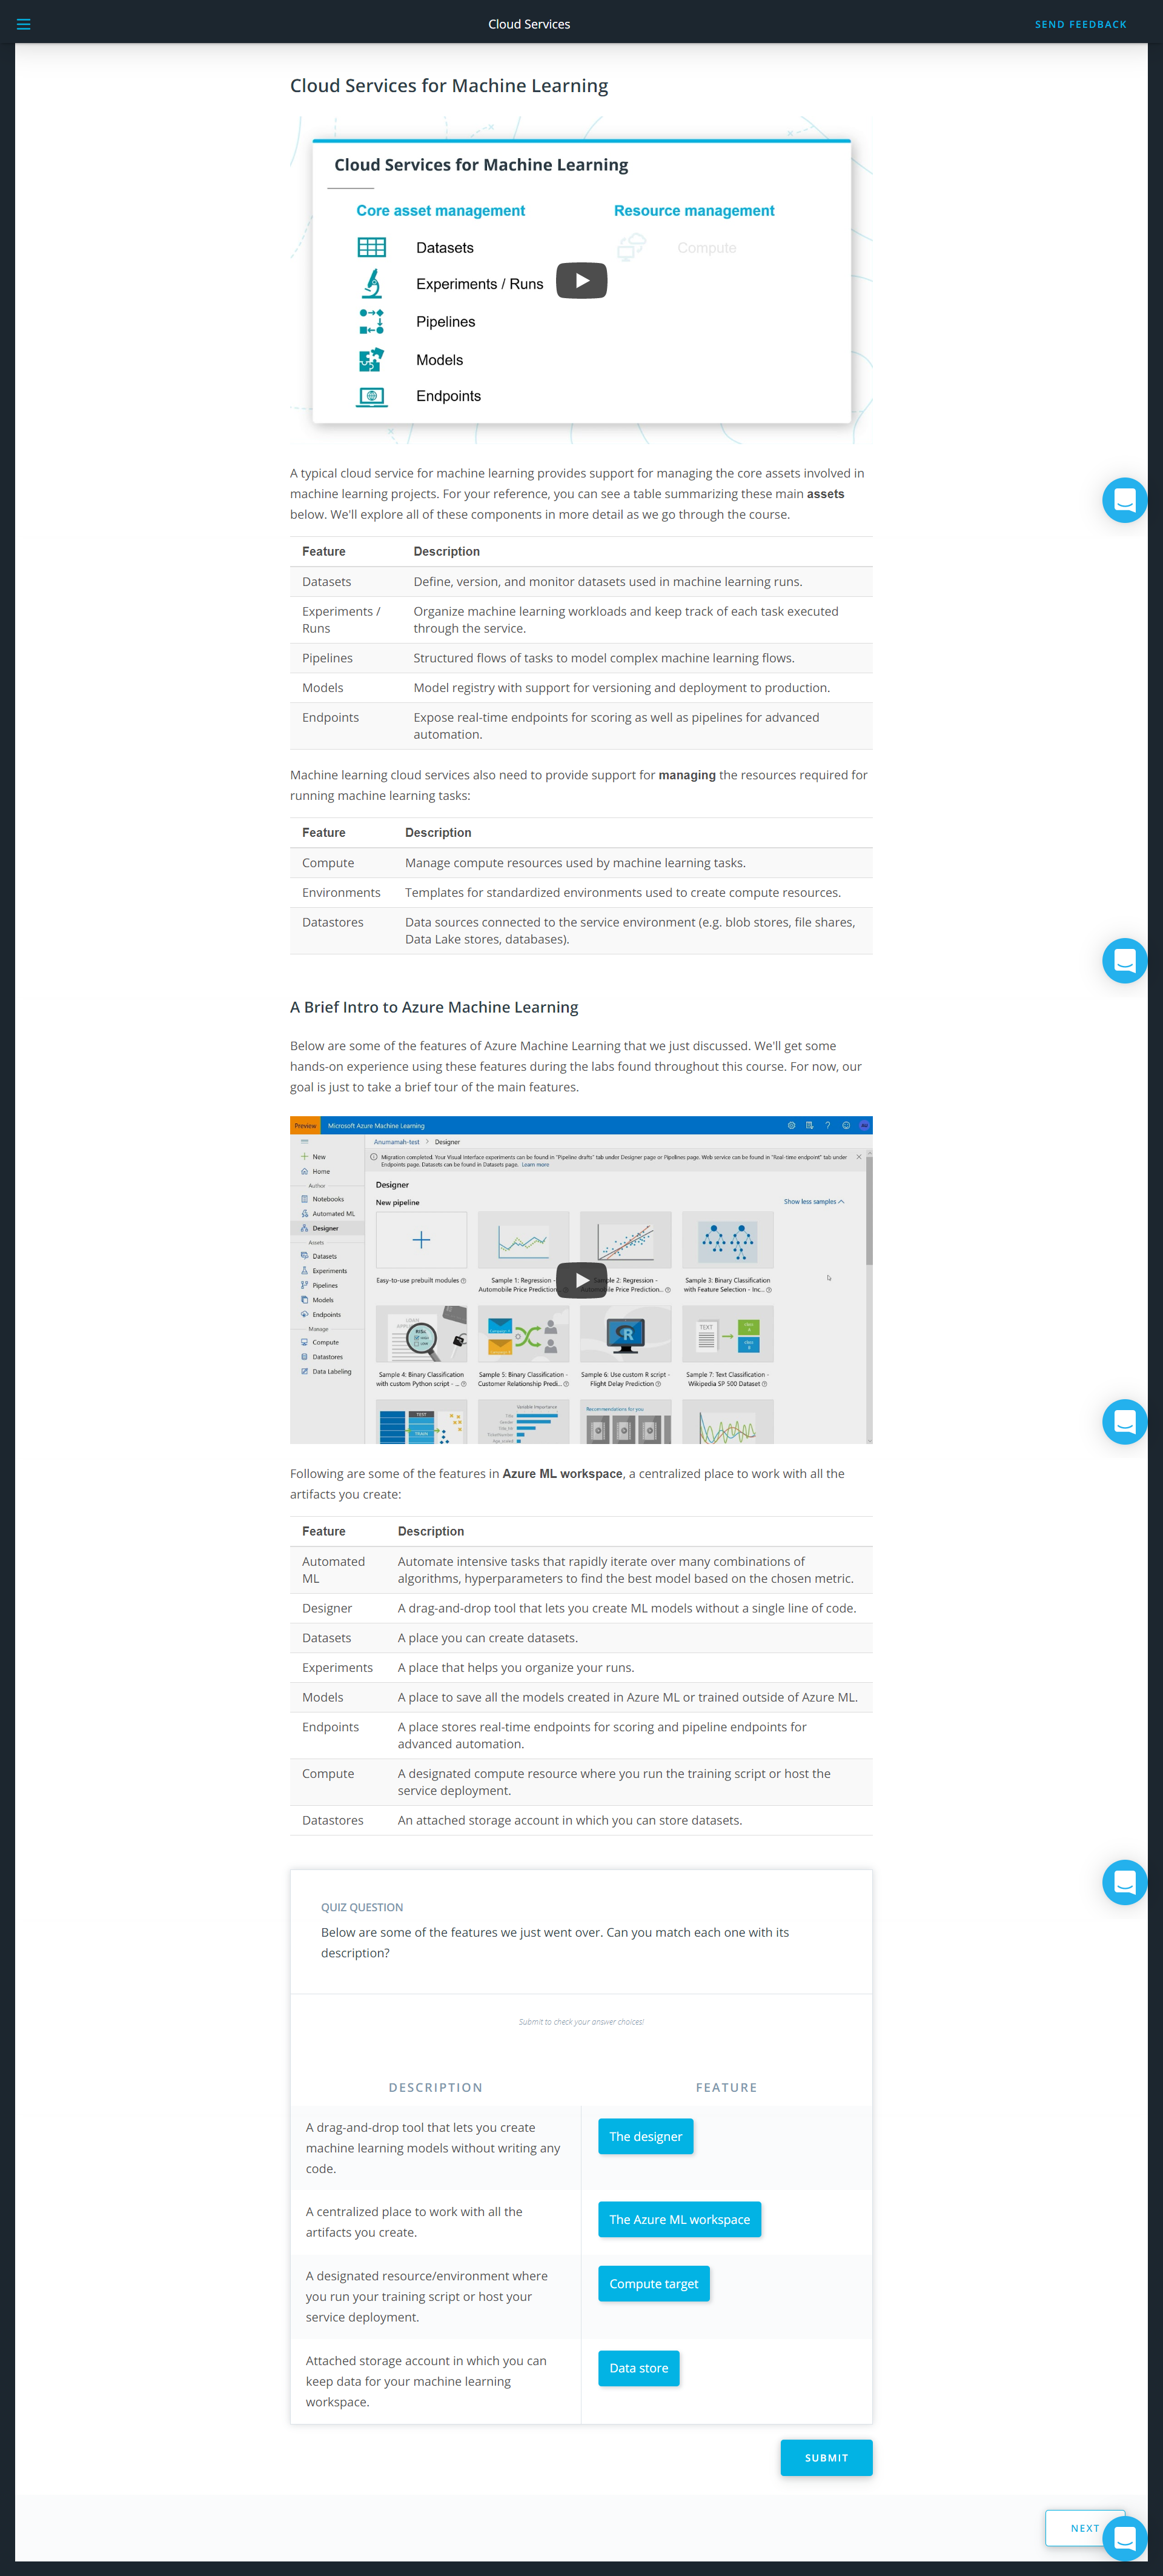 Cloud Services
SEND FEEDBACK
Cloud Services for Machine Learning
Cloud Services for Machine Learning
Core asset management
Resource management
Datasets
Compute
Experiments / Runs
Pipelines
Models
Endpoints
A typical cloud service for machine learning provides support for managing the core assets involved in
machine learning projects. For your reference, you can see a table summarizing these main assets
below. We'll explore all of these components in more detail as we go through the course.
Feature Description
Datasets Define, version, and monitor datasets used in machine learning runs.
Experiments / Organize machine learning workloads and keep track of each task executed
Runs through the service.
Pipelines Structured flows of tasks to model complex machine learning flows.
Models Model registry with support for versioning and deployment to production.
Endpoints Expose real-time endpoints for scoring as well as pipelines for advanced
automation.
Machine learning cloud services also need to provide support for managing the resources required for
running machine learning tasks:
Feature Description
Compute Manage compute resources used by machine learning tasks.
Environments Templates for standardized environments used to create compute resources.
Datastores Data sources connected to the service environment (e.g. blob stores, file shares,
Data Lake stores, databases).
A Brief Intro to Azure Machine Learning
Below are some of the features of Azure Machine Learning that we just discussed. We'll get some
hands-on experience using these features during the labs found throughout this course. For now, our
goal is just to take a brief tour of the main features.
Preview Microsoft Azure Machine Learning
Anumamah-test > Designer
New
Home
Author
Notebooks
Automated ML
Designer
Assets
Datasets
Experiments
Pipelines
Models
Endpoints
Manage
Compute
Datastores
Data Labeling
Migration completed. Your Visual Interface experiments can be found in "Pipeline drafts" tab under Designer page or Pipelines page. Web service can be found in "Real-time endpoint" tab under
Endpoints page. Datasets can be found in Datasets page. Learn more
Designer
New pipeline
Show less samples
Easy-to-use prebuilt modules
Sample 1: Regression -
Automobile Price Prediction
Sample 2: Regression -
Automobile Price Prediction...
Sample 3: Binary Classification
with Feature Selection - Inc...
Sample 4: Binary Classification
with custom Python script - ...
Sample 5: Binary Classification -
Customer Relationship Predi...
Sample 6: Use custom R script -
Flight Delay Prediction
Sample 7: Text Classification -
Wikipedia SP 500 Dataset
RISK
R
TEXT
TEST
TRAIN
Variable Importance
Recommendations for you
Following are some of the features in Azure ML workspace, a centralized place to work with all the
artifacts you create:
Feature Description
Automated Automate intensive tasks that rapidly iterate over many combinations of
ML algorithms, hyperparameters to find the best model based on the chosen metric.
Designer A drag-and-drop tool that lets you create ML models without a single line of code.
Datasets A place you can create datasets.
Experiments A place that helps you organize your runs.
Models A place to save all the models created in Azure ML or trained outside of Azure ML.
Endpoints A place stores real-time endpoints for scoring and pipeline endpoints for
advanced automation.
Compute A designated compute resource where you run the training script or host the
service deployment.
Datastores An attached storage account in which you can store datasets.
QUIZ QUESTION
Below are some of the features we just went over. Can you match each one with its
description?
Submit to check your answer choices!
DESCRIPTION FEATURE
A drag-and-drop tool that lets you create
machine learning models without writing any
code.
The designer
A centralized place to work with all the
artifacts you create.
The Azure ML workspace
A designated resource/environment where
you run your training script or host your
service deployment.
Compute target
Attached storage account in which you can
keep data for your machine learning
workspace.
Data store
SUBMIT
NEXT